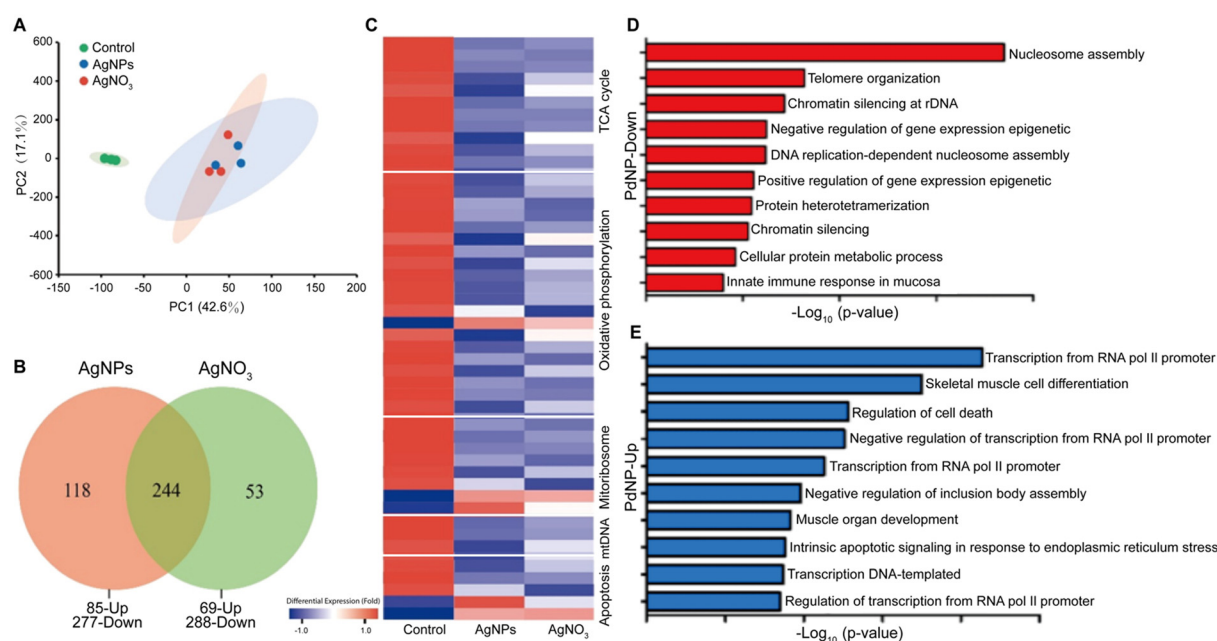 A
600
400
200
0
-200
-400
-600
PC2 (17.1%)
Control
AgNPs
AgNO3
-150
-100
-50
0
50
100
150
200
PC1 (42.6%)
B
AgNPs
AgNO3
118
244
53
85-Up
277-Down
69-Up
288-Down
C
TCA cycle
Oxidative phosphorylation
Mitoribosome
mtDNA
Apoptosis
Differential Expression (Fold)
-1.0
1.0
Control
AgNPs
AgNO3
D
PdNP-Down
Nucleosome assembly
Telomere organization
Chromatin silencing at rDNA
Negative regulation of gene expression epigenetic
DNA replication-dependent nucleosome assembly
Positive regulation of gene expression epigenetic
Protein heterotetramerization
Chromatin silencing
Cellular protein metabolic process
Innate immune response in mucosa
-Log10 (p-value)
E
PdNP-Up
Transcription from RNA pol II promoter
Skeletal muscle cell differentiation
Regulation of cell death
Negative regulation of transcription from RNA pol II promoter
Transcription from RNA pol II promoter
Negative regulation of inclusion body assembly
Muscle organ development
Intrinsic apoptotic signaling in response to endoplasmic reticulum stress
Transcription DNA-templated
Regulation of transcription from RNA pol II promoter
-Log10 (p-value)